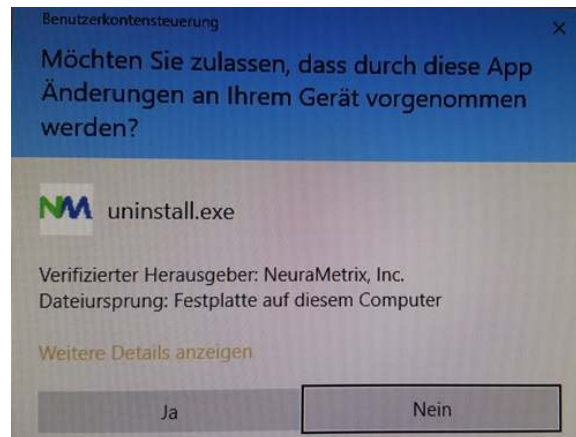 Benutzerkontensteuerung
Möchten Sie zulassen, dass durch diese App
Änderungen an Ihrem Gerät vorgenommen
werden?
NM uninstall.exe
Verifizierter Herausgeber: NeuraMetrix, Inc.
Dateiursprung: Festplatte auf diesem Computer
Weitere Details anzeigen
Ja Nein